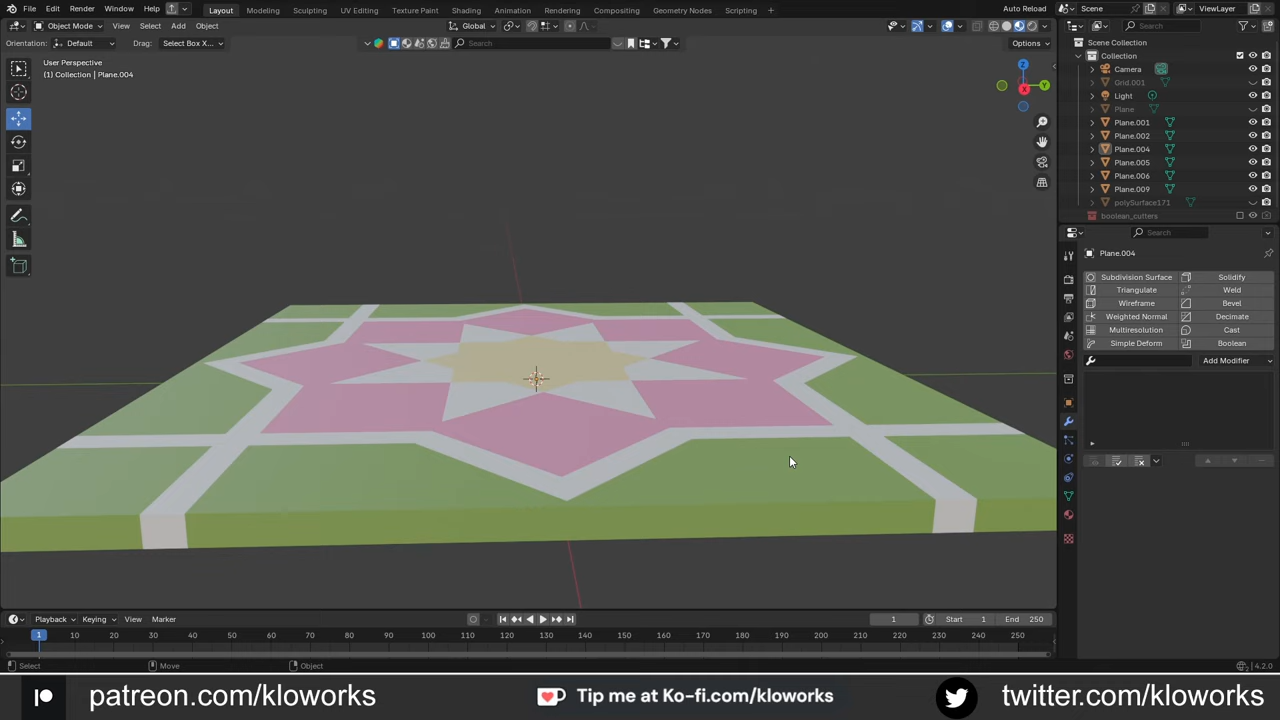 File Edit Render Window Help Layout Modeling Sculpting UV Editing Texture Paint Shading Animation Rendering Compositing Geometry Nodes Scripting Auto Reload Scene ViewLayer
Object Mode View Select Add Object Global Search
Orientation: Default Drag: Select Box X... Search Options
User Perspective
(1) Collection | Plane.004
Z
Y
X
Scene Collection
Collection
Camera
Grid.001
Light
Plane
Plane.001
Plane.002
Plane.004
Plane.005
Plane.006
Plane.009
polySurface171
boolean_cutters
Search
Plane.004
Subdivision Surface Solidify
Triangulate Weld
Wireframe Bevel
Weighted Normal Decimate
Multiresolution Cast
Simple Deform Boolean
Add Modifier
Playback Keying View Marker 1 Start 1 End 250
1 10 20 30 40 50 60 70 80 90 100 110 120 130 140 150 160 170 180 190 200 210 220 230 240 250
Select Move Object 4.2.0
patreon.com/kloworks Tip me at Ko-fi.com/kloworks twitter.com/kloworks